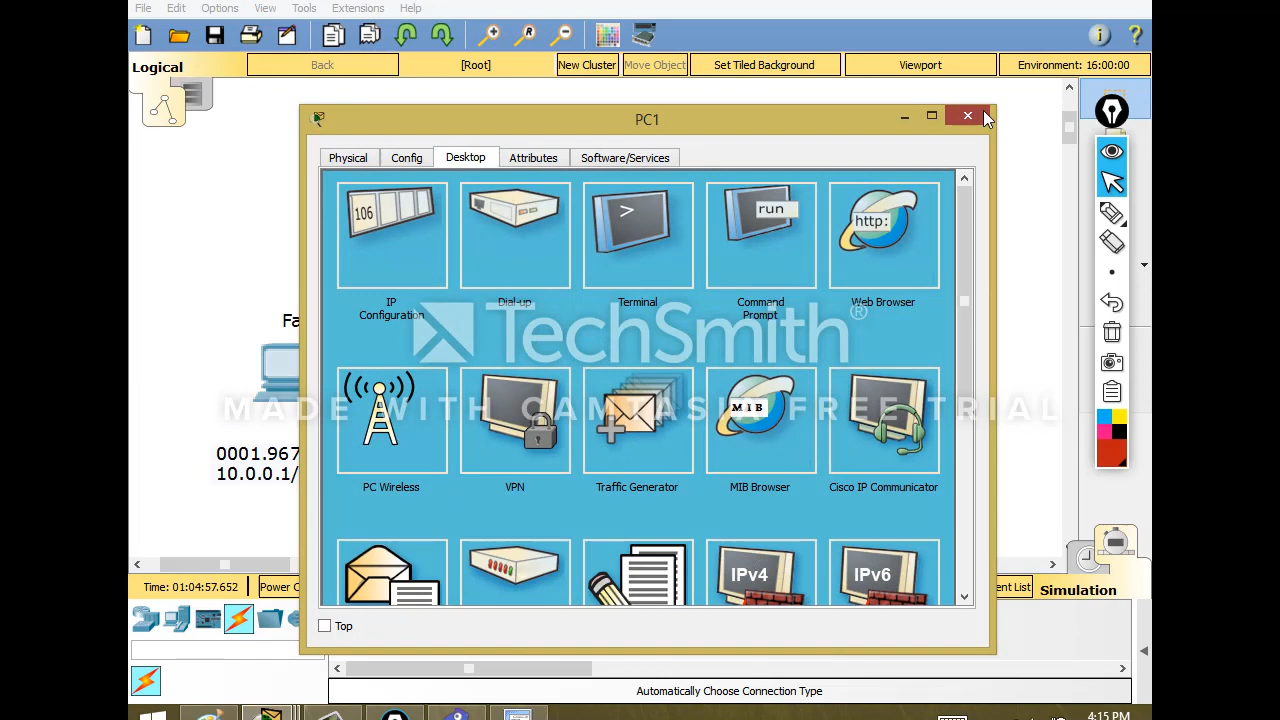 File Edit Options View Tools Extensions Help
Logical Back [Root] New Cluster Move Object Set Tiled Background Viewport Environment: 16:00:00
PC1
Physical Config Desktop Attributes Software/Services
106 > run http:
IP Configuration
Dial-up
Terminal
Command Prompt
Web Browser
TechSmith®
MADE WITH CAMTASIA FREE TRIAL
MIB
PC Wireless
VPN
Traffic Generator
MIB Browser
Cisco IP Communicator
IPv4 IPv6
Top
Fa
0001.967
10.0.0.1/
Time: 01:04:57.652 Power C
ent List Simulation
Automatically Choose Connection Type
4:15 PM